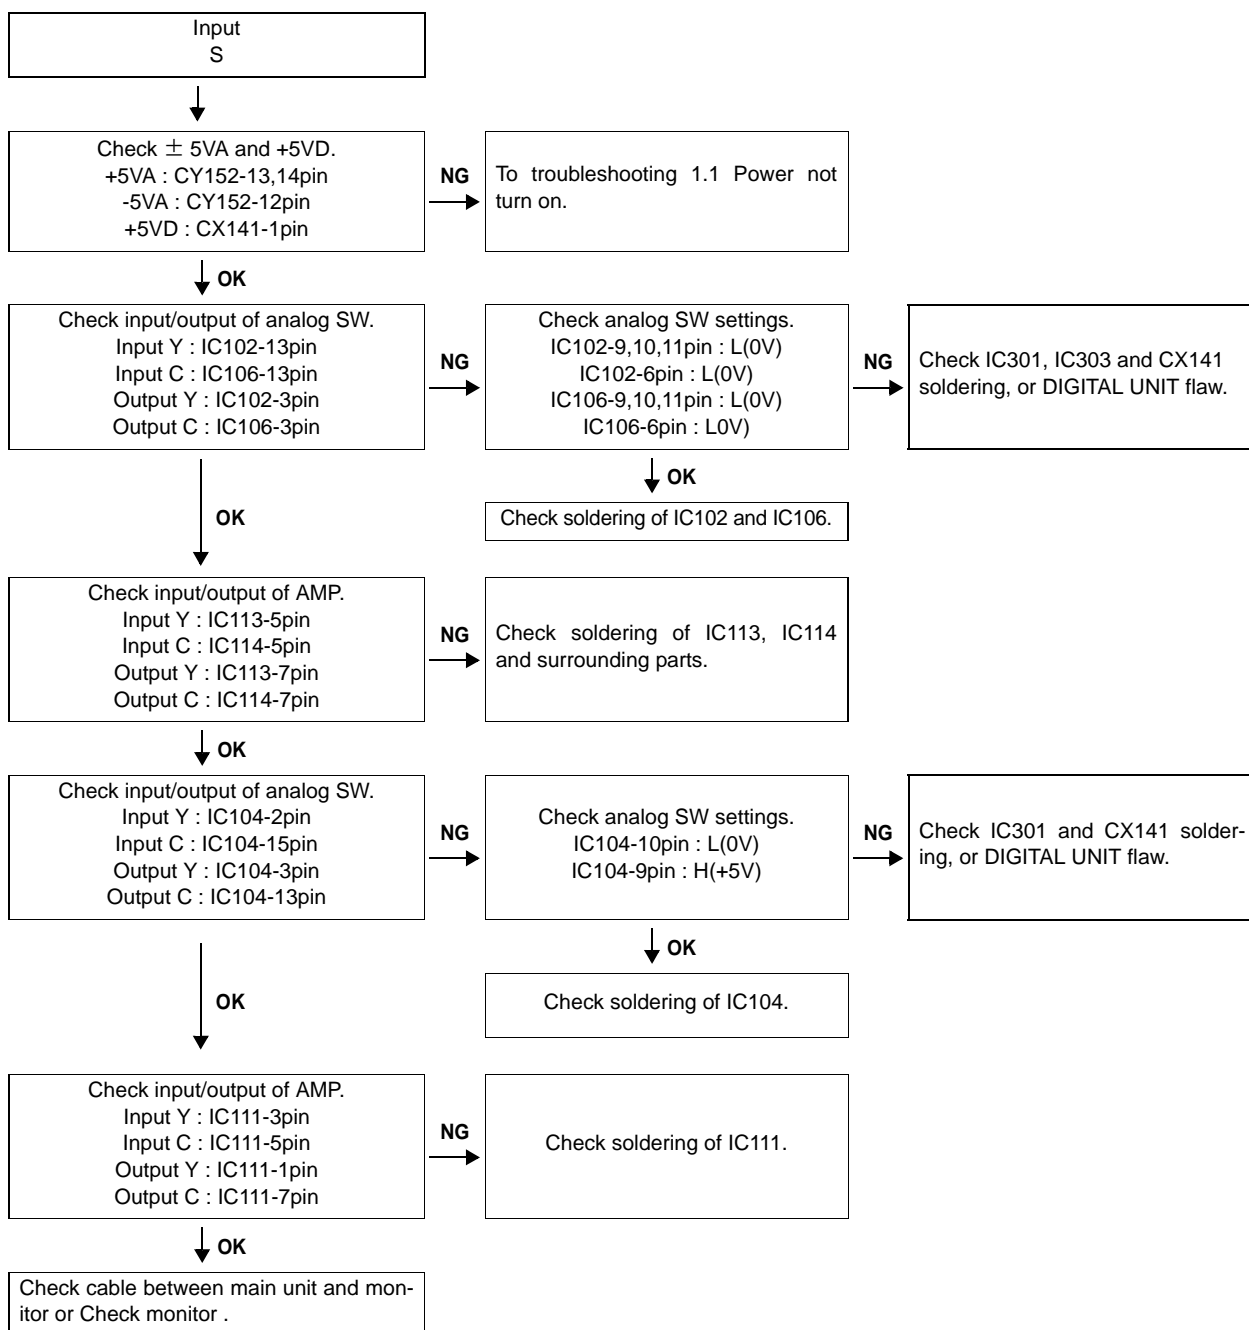 Input
S
Check ± 5VA and +5VD.
+5VA : CY152-13,14pin
-5VA : CY152-12pin
+5VD : CX141-1pin
NG
To troubleshooting 1.1 Power not
turn on.
OK
Check input/output of analog SW.
Input Y : IC102-13pin
Input C : IC106-13pin
Output Y : IC102-3pin
Output C : IC106-3pin
NG
Check analog SW settings.
IC102-9,10,11pin : L(0V)
IC102-6pin : L(0V)
IC106-9,10,11pin : L(0V)
IC106-6pin : L0V)
NG
Check IC301, IC303 and CX141
soldering, or DIGITAL UNIT flaw.
OK
Check soldering of IC102 and IC106.
OK
Check input/output of AMP.
Input Y : IC113-5pin
Input C : IC114-5pin
Output Y : IC113-7pin
Output C : IC114-7pin
NG
Check soldering of IC113, IC114
and surrounding parts.
OK
Check input/output of analog SW.
Input Y : IC104-2pin
Input C : IC104-15pin
Output Y : IC104-3pin
Output C : IC104-13pin
NG
Check analog SW settings.
IC104-10pin : L(0V)
IC104-9pin : H(+5V)
NG
Check IC301 and CX141 solder-
ing, or DIGITAL UNIT flaw.
OK
Check soldering of IC104.
OK
Check input/output of AMP.
Input Y : IC111-3pin
Input C : IC111-5pin
Output Y : IC111-1pin
Output C : IC111-7pin
NG
Check soldering of IC111.
OK
Check cable between main unit and mon-
itor or Check monitor .